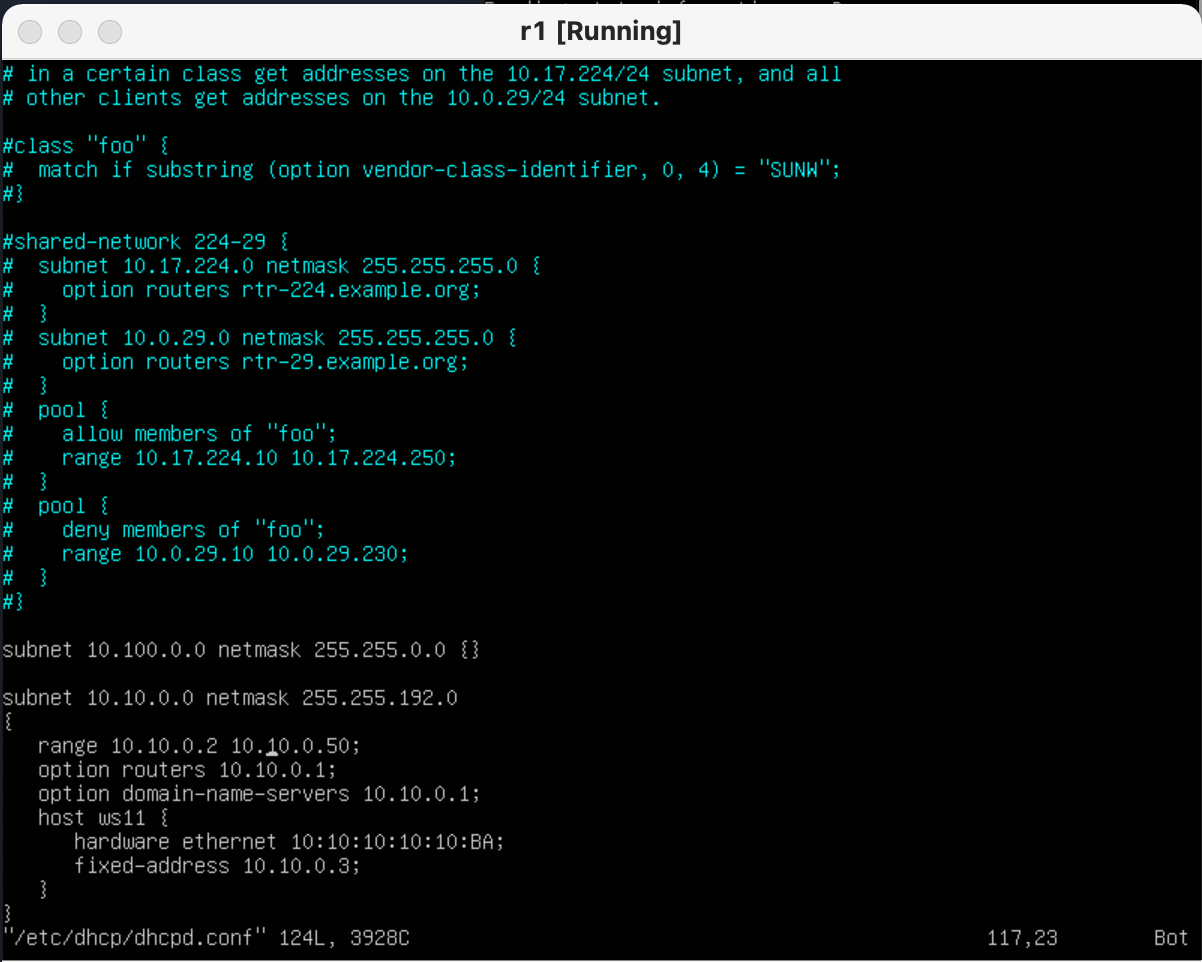 r1 [Running]
# in a certain class get addresses on the 10.17.224/24 subnet, and all
# other clients get addresses on the 10.0.29/24 subnet.
#class "foo" {
#  match if substring (option vendor-class-identifier, 0, 4) = "SUNW";
#}
#shared-network 224-29 {
#  subnet 10.17.224.0 netmask 255.255.255.0 {
#    option routers rtr-224.example.org;
#  }
#  subnet 10.0.29.0 netmask 255.255.255.0 {
#    option routers rtr-29.example.org;
#  }
#  pool {
#    allow members of "foo";
#    range 10.17.224.10 10.17.224.250;
#  }
#  pool {
#    deny members of "foo";
#    range 10.0.29.10 10.0.29.230;
#  }
#}
subnet 10.100.0.0 netmask 255.255.0.0 {}
subnet 10.10.0.0 netmask 255.255.192.0
{
   range 10.10.0.2 10.10.0.50;
   option routers 10.10.0.1;
   option domain-name-servers 10.10.0.1;
   host ws11 {
      hardware ethernet 10:10:10:10:10:BA;
      fixed-address 10.10.0.3;
   }
}
"/etc/dhcp/dhcpd.conf" 124L, 3928C 117,23 Bot